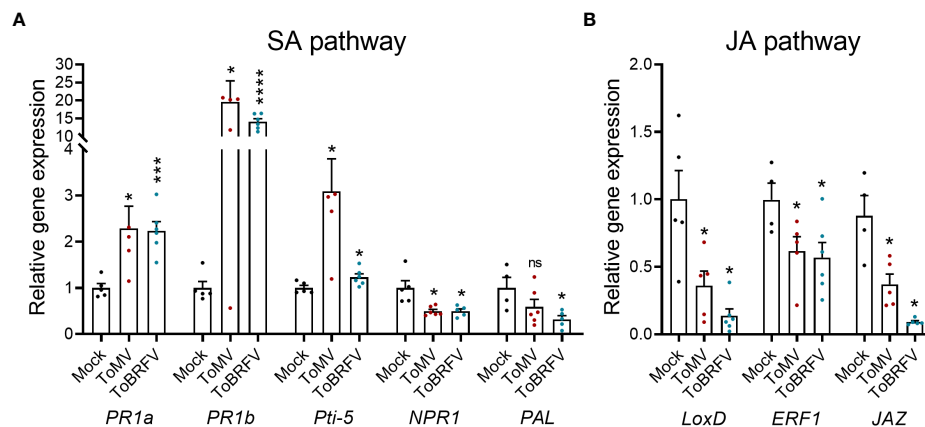 A
SA pathway
Relative gene expression
30
25
20
15
10
4
3
2
1
0
* *** * **** * * * * ns *
Mock ToMV ToBRFV Mock ToMV ToBRFV Mock ToMV ToBRFV Mock ToMV ToBRFV Mock ToMV ToBRFV
PR1a PR1b Pti-5 NPR1 PAL
B
JA pathway
Relative gene expression
2.0
1.5
1.0
0.5
0.0
* * * * * *
Mock ToMV ToBRFV Mock ToMV ToBRFV Mock ToMV ToBRFV
LoxD ERF1 JAZ